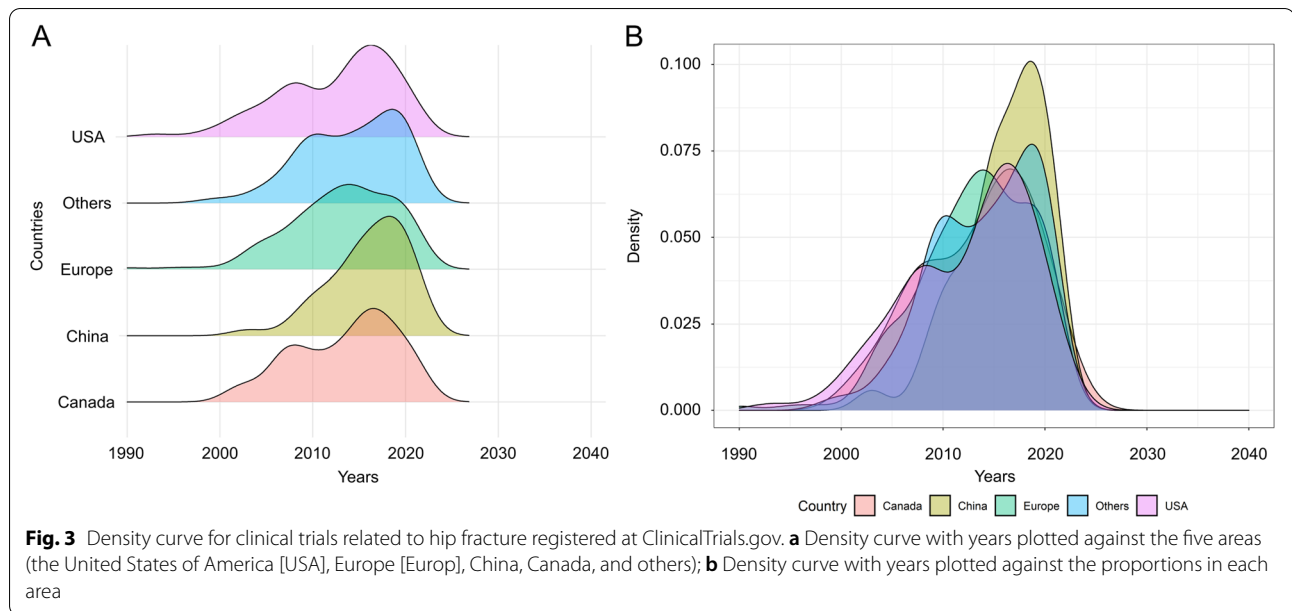 A
Countries
USA
Others
Europe
China
Canada
1990 2000 2010 2020 2030 2040
Years
B
Density
0.100
0.075
0.050
0.025
0.000
1990 2000 2010 2020 2030 2040
Years
Country Canada China Europe Others USA
Fig. 3 Density curve for clinical trials related to hip fracture registered at ClinicalTrials.gov. a Density curve with years plotted against the five areas
(the United States of America [USA], Europe [Europ], China, Canada, and others); b Density curve with years plotted against the proportions in each
area